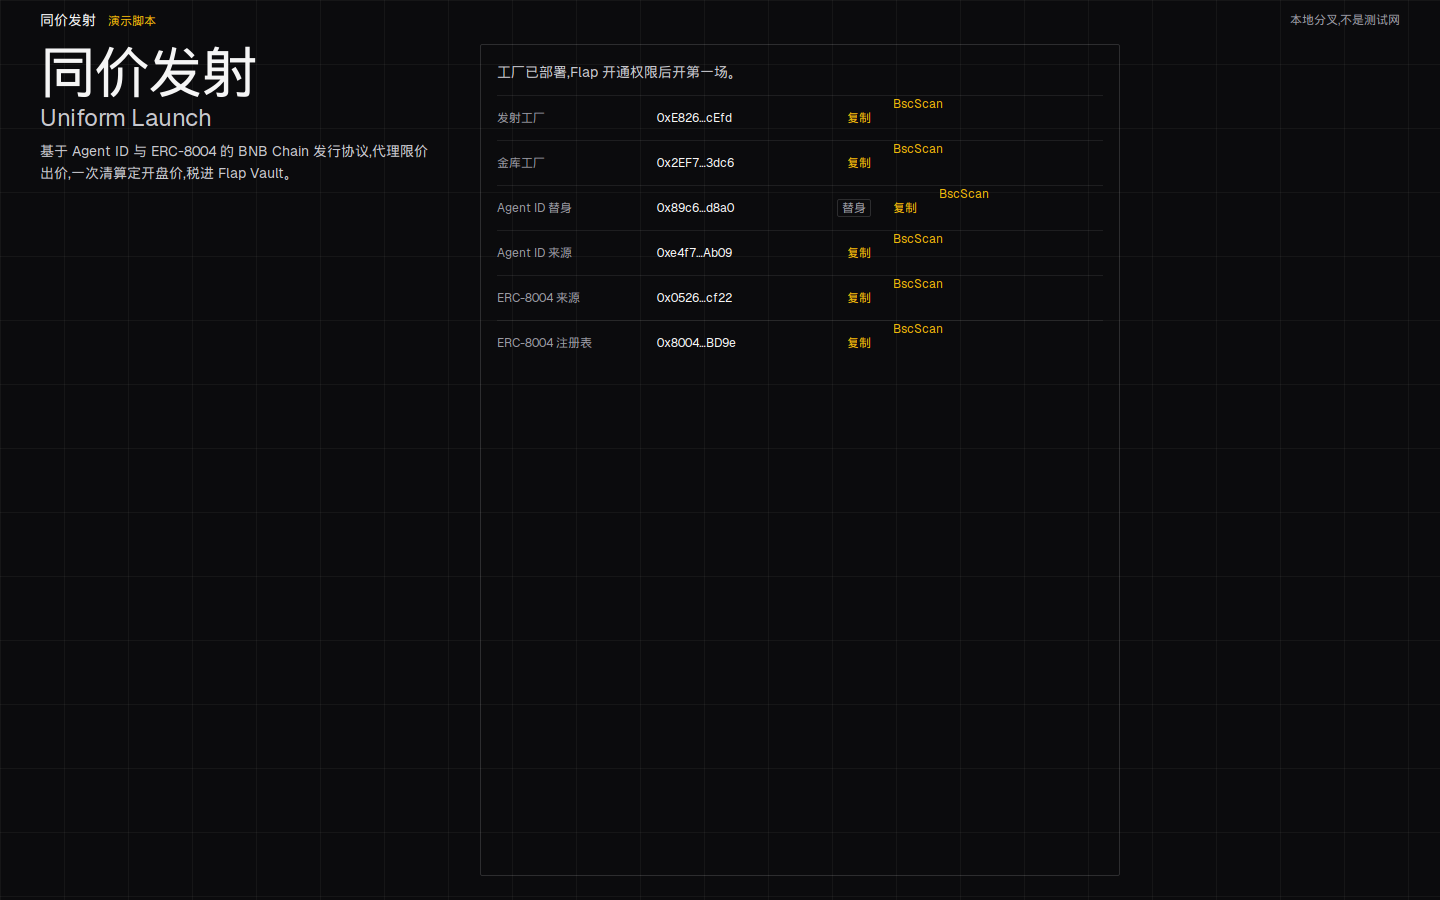 同价发射 演示脚本
本地分叉,不是测试网
同价发射
Uniform Launch
基于 Agent ID 与 ERC-8004 的 BNB Chain 发行协议,代理限价
出价,一次清算定开盘价,税进 Flap Vault。
工厂已部署,Flap 开通权限后开第一场。
发射工厂 0xE826…cEfd 复制 BscScan
金库工厂 0x2EF7…3dc6 复制 BscScan
Agent ID 替身 0x89c6…d8a0 替身 复制 BscScan
Agent ID 来源 0xe4f7…Ab09 复制 BscScan
ERC-8004 来源 0x0526…cf22 复制 BscScan
ERC-8004 注册表 0x8004…BD9e 复制 BscScan